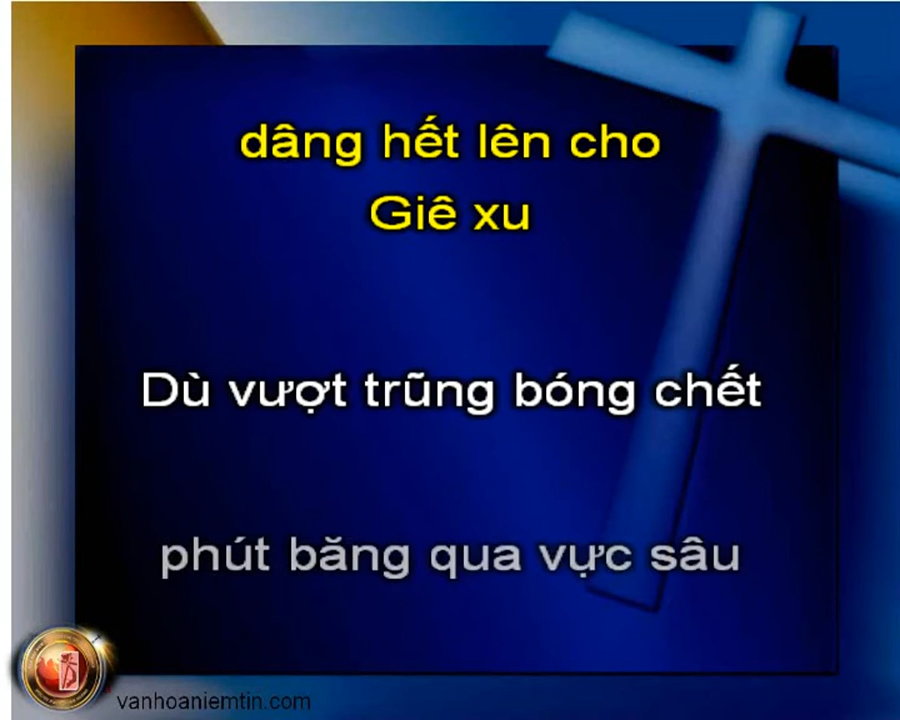 dâng hết lên cho
Giê xu
Dù vượt trũng bóng chết
phút băng qua vực sâu
vanhoaniemtin.com